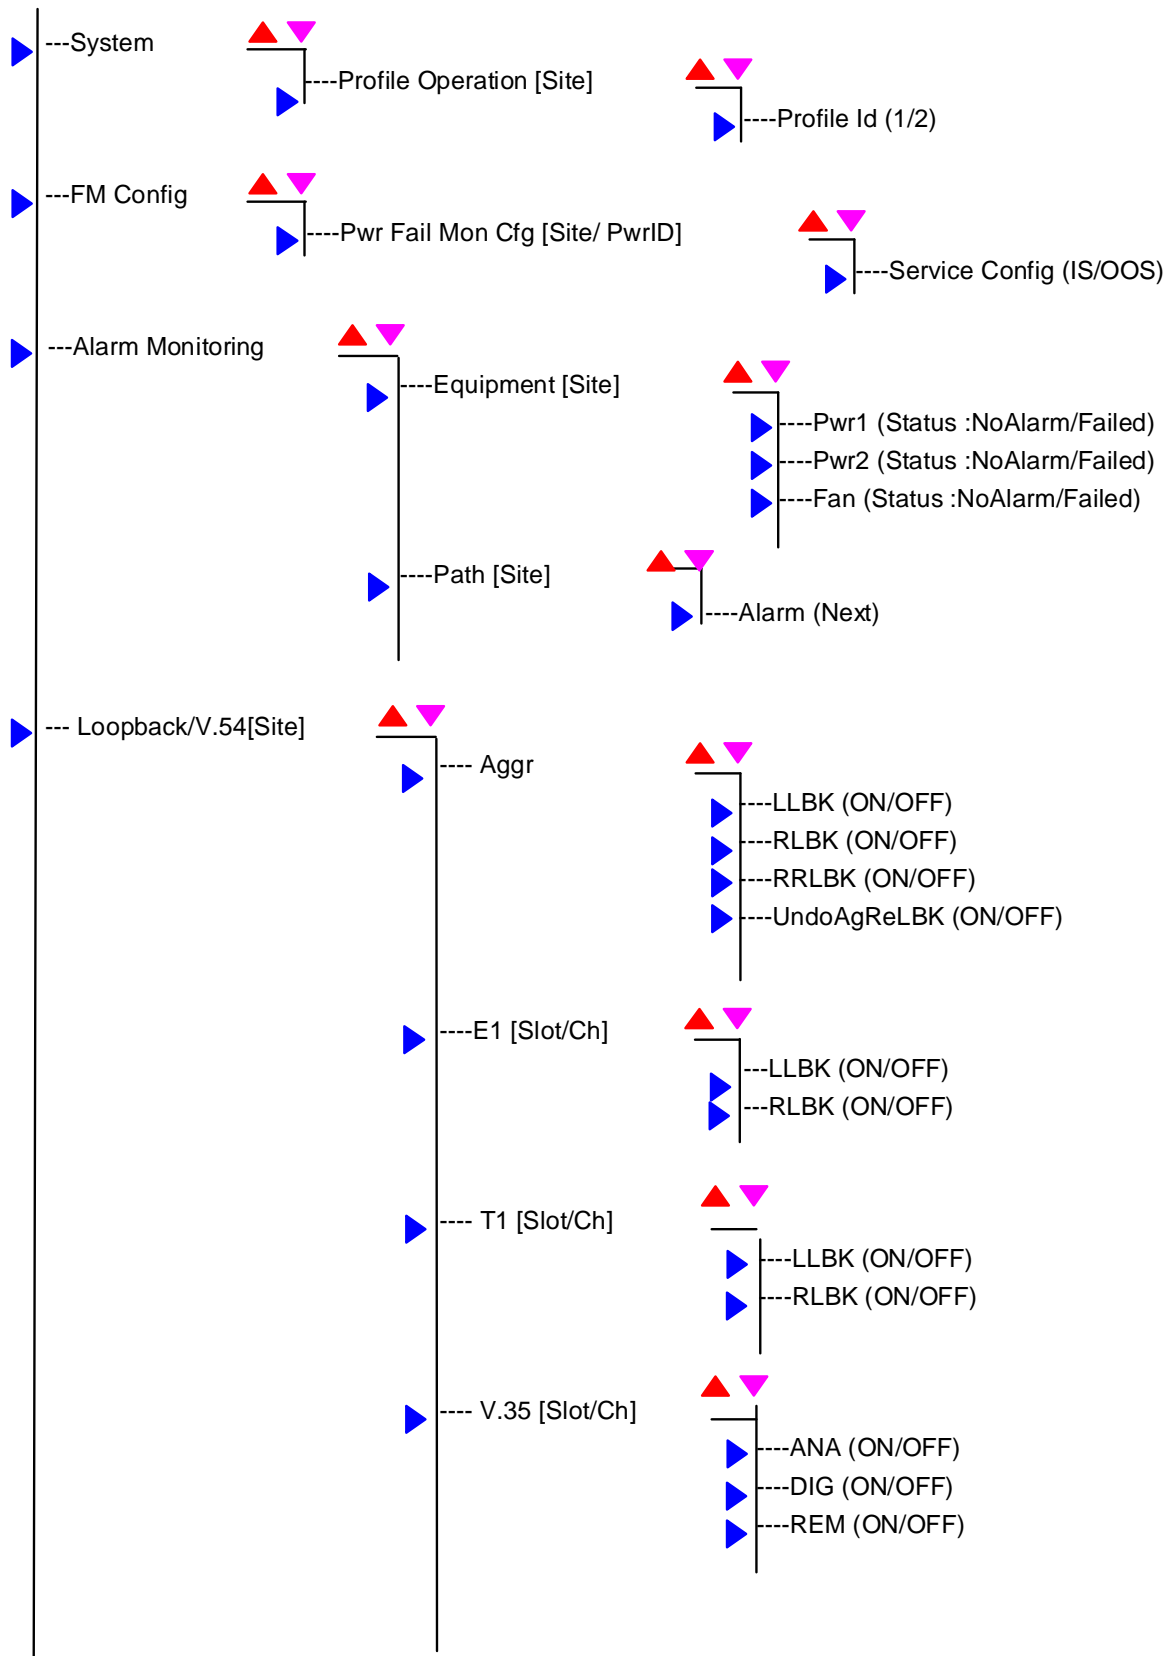 ---System
----Profile Operation [Site]
----Profile Id (1/2)
---FM Config
----Pwr Fail Mon Cfg [Site/ PwrID]
----Service Config (IS/OOS)
---Alarm Monitoring
----Equipment [Site]
----Pwr1 (Status :NoAlarm/Failed)
----Pwr2 (Status :NoAlarm/Failed)
----Fan (Status :NoAlarm/Failed)
----Path [Site]
----Alarm (Next)
--- Loopback/V.54[Site]
---- Aggr
----LLBK (ON/OFF)
----RLBK (ON/OFF)
----RRLBK (ON/OFF)
----UndoAgReLBK (ON/OFF)
----E1 [Slot/Ch]
---LLBK (ON/OFF)
---RLBK (ON/OFF)
---- T1 [Slot/Ch]
----LLBK (ON/OFF)
----RLBK (ON/OFF)
---- V.35 [Slot/Ch]
----ANA (ON/OFF)
----DIG (ON/OFF)
----REM (ON/OFF)